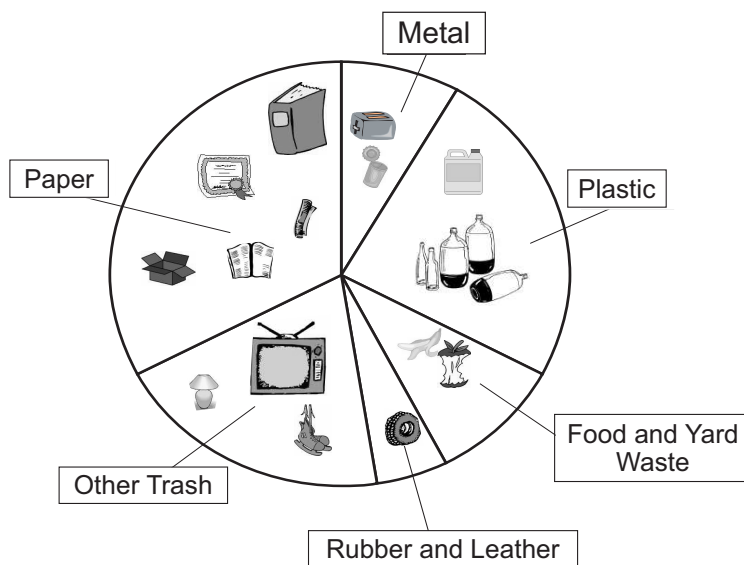 Metal
Paper
Plastic
Food and Yard
Waste
Other Trash
Rubber and Leather